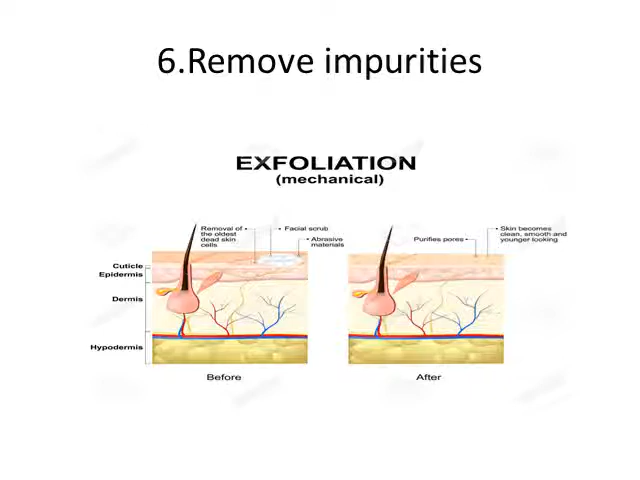 6.Remove impurities
EXFOLIATION
(mechanical)
Removal of
the oldest
dead skin
cells
Facial scrub
Abrasive
materials
Purifies pores
Skin becomes
clean, smooth and
younger looking
Cuticle
Epidermis
Dermis
Hypodermis
Before
After